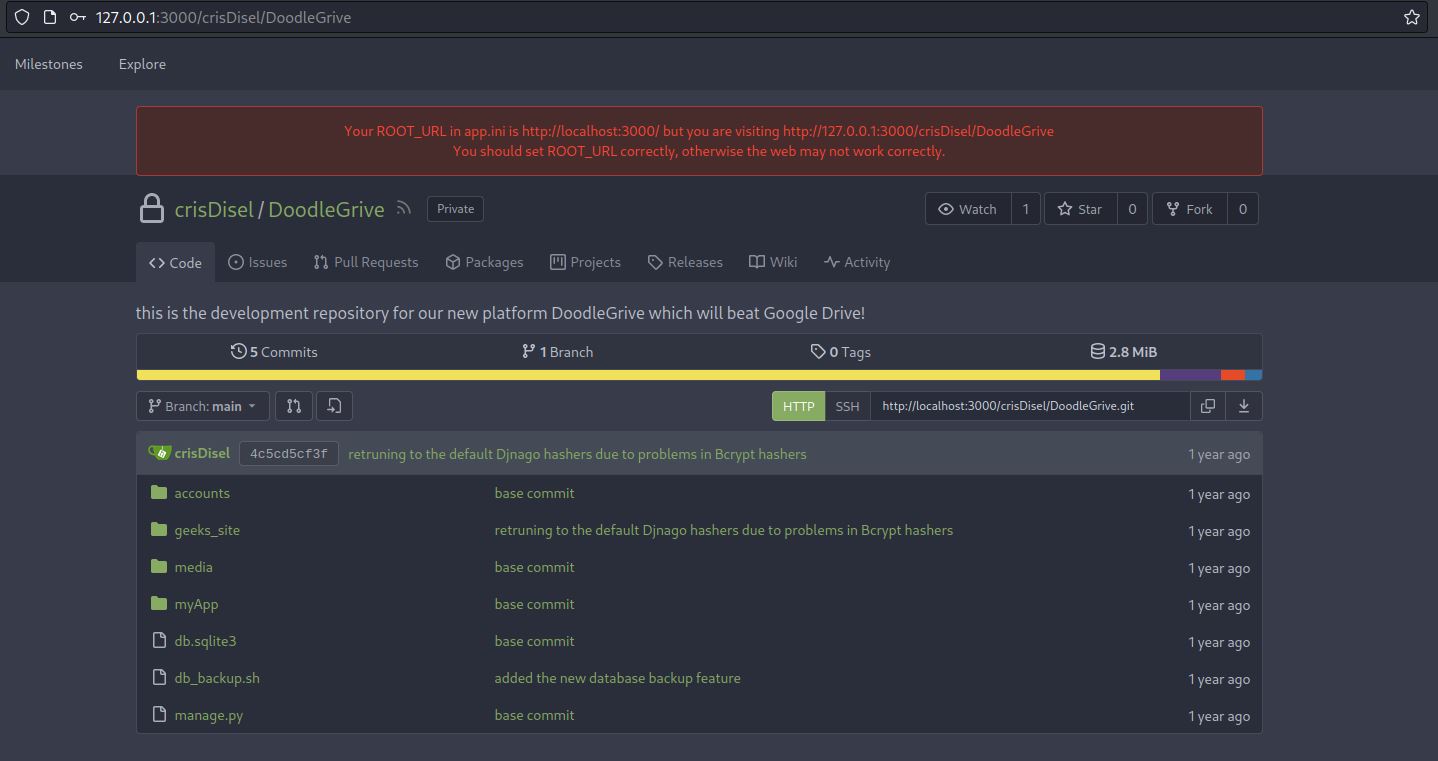 127.0.0.1:3000/crisDisel/DoodleGrive
Milestones Explore
Your ROOT_URL in app.ini is http://localhost:3000/ but you are visiting http://127.0.0.1:3000/crisDisel/DoodleGrive
You should set ROOT_URL correctly, otherwise the web may not work correctly.
crisDisel / DoodleGrive Private Watch 1 Star 0 Fork 0
Code Issues Pull Requests Packages Projects Releases Wiki Activity
this is the development repository for our new platform DoodleGrive which will beat Google Drive!
5 Commits 1 Branch 0 Tags 2.8 MiB
Branch: main HTTP SSH http://localhost:3000/crisDisel/DoodleGrive.git
crisDisel 4c5cd5cf3f retruning to the default Djnago hashers due to problems in Bcrypt hashers 1 year ago
accounts base commit 1 year ago
geeks_site retruning to the default Djnago hashers due to problems in Bcrypt hashers 1 year ago
media base commit 1 year ago
myApp base commit 1 year ago
db.sqlite3 base commit 1 year ago
db_backup.sh added the new database backup feature 1 year ago
manage.py base commit 1 year ago